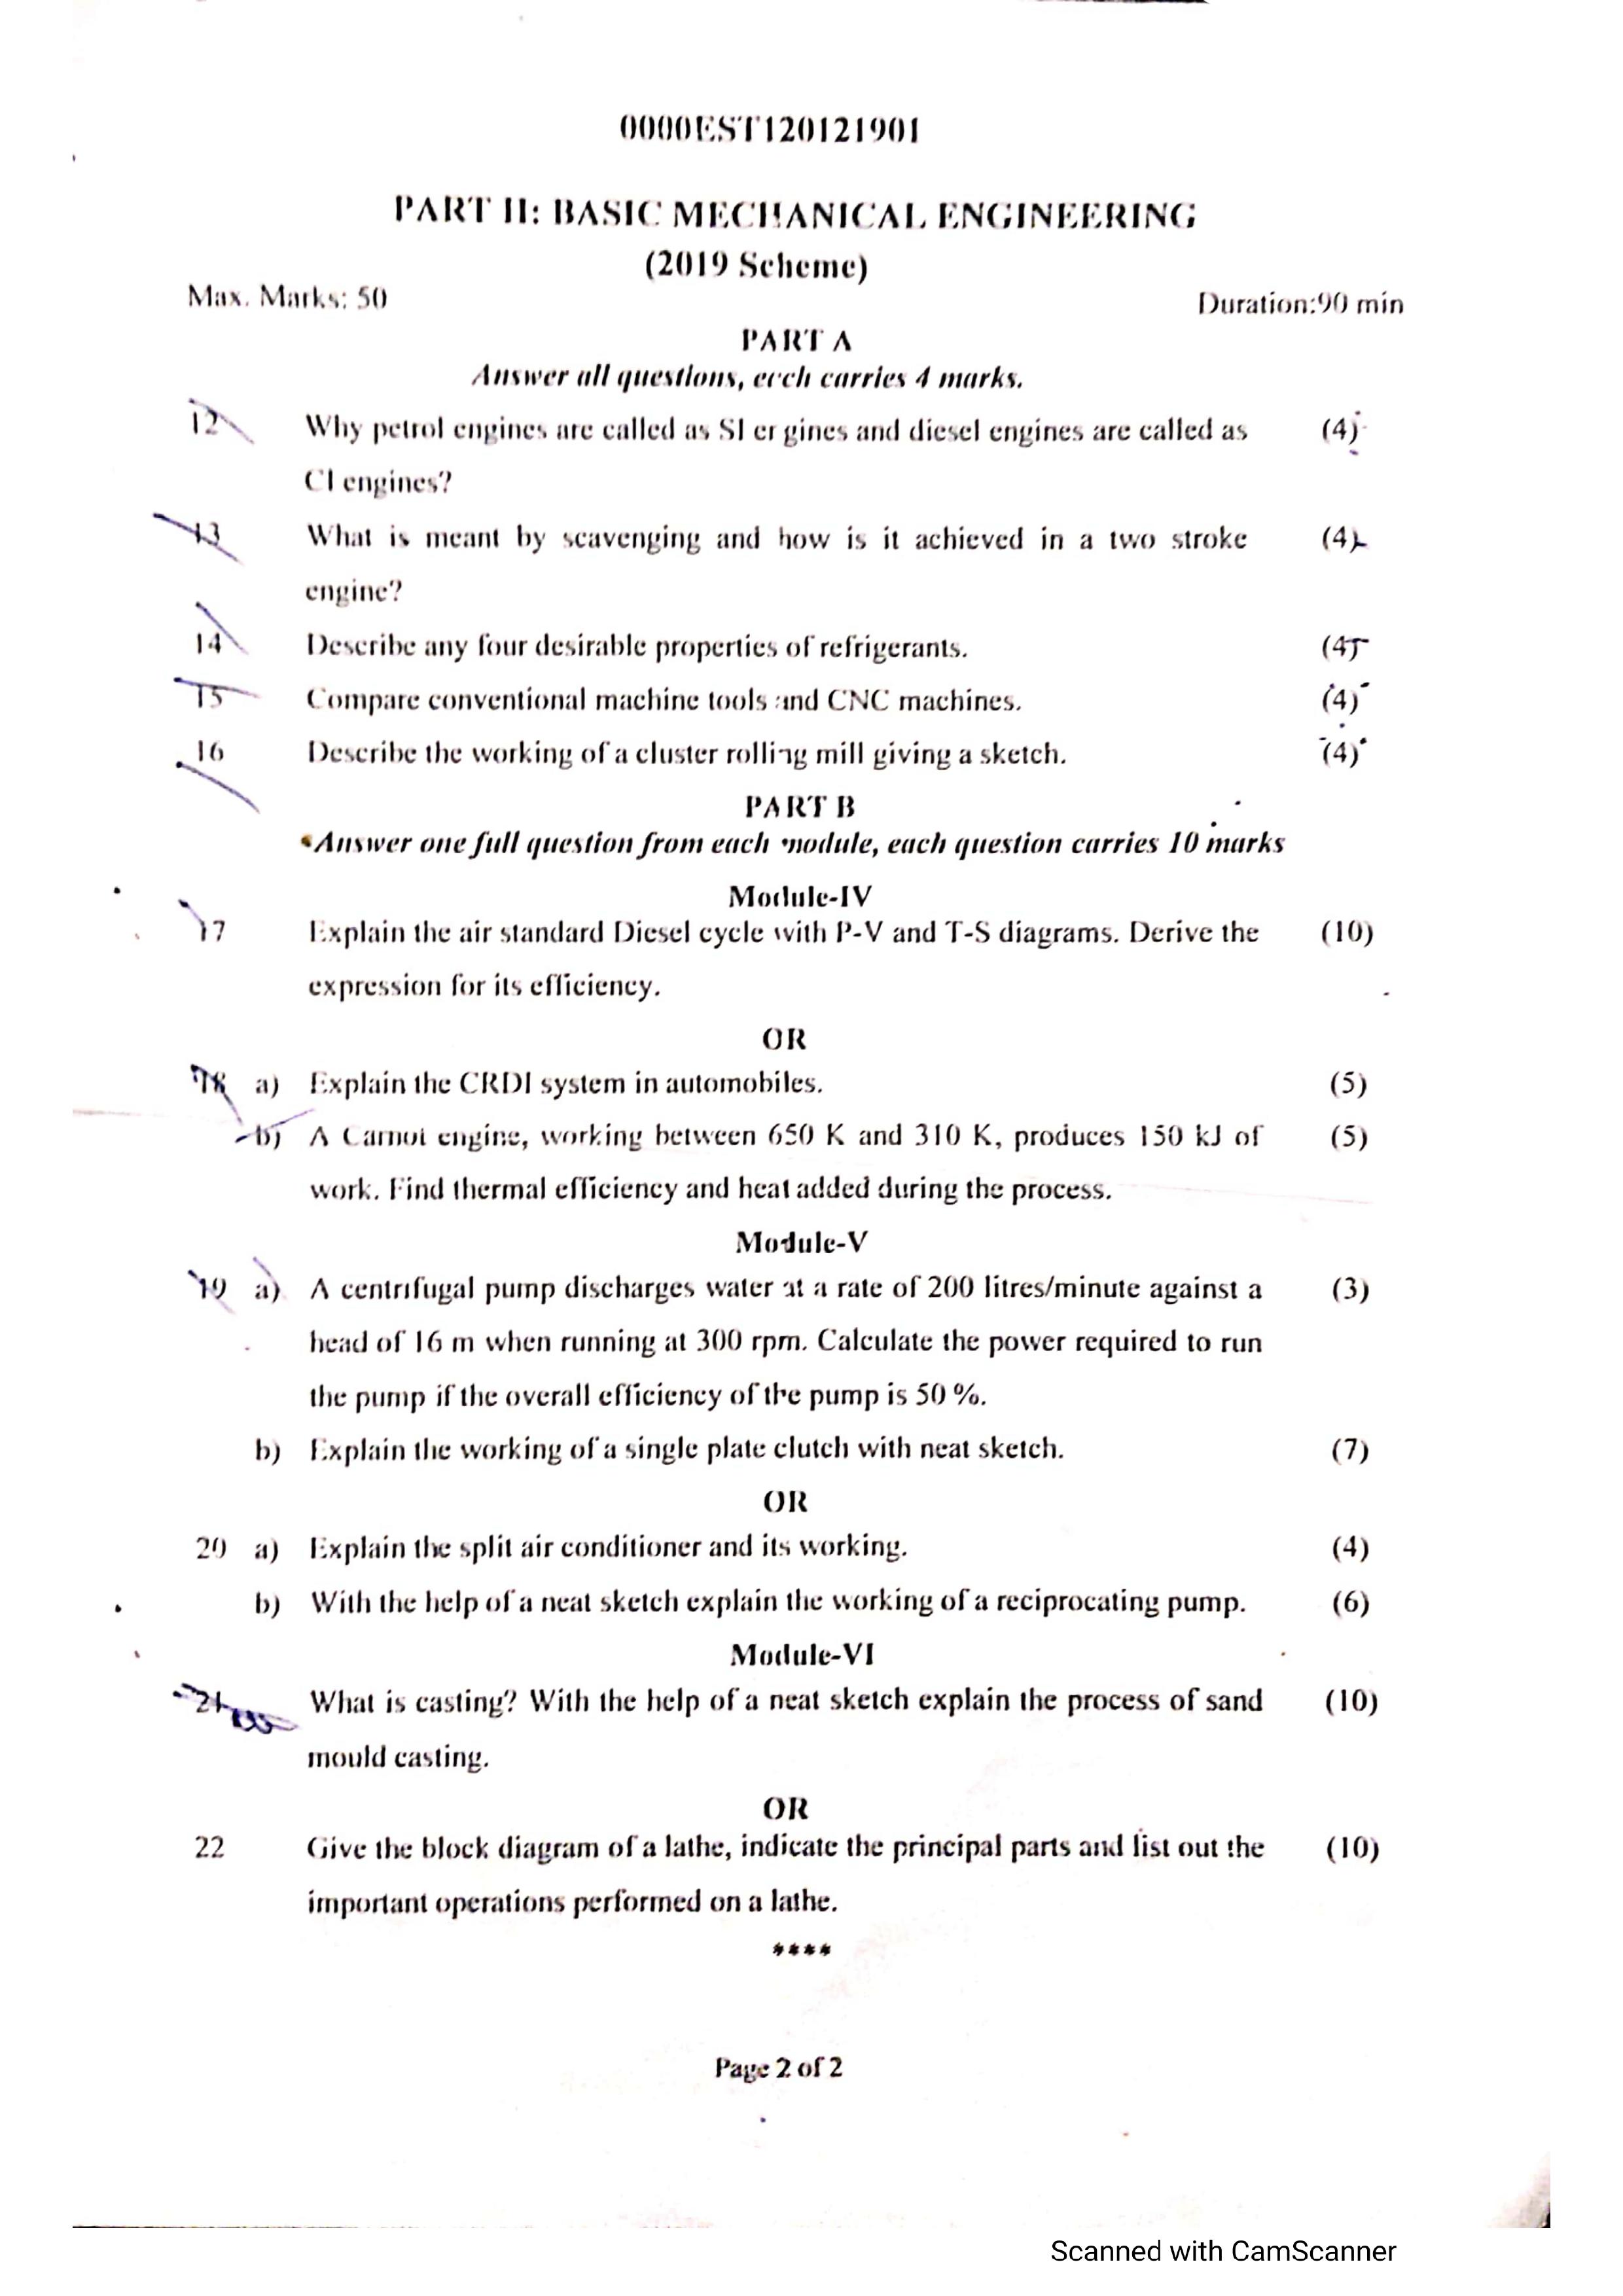 0000EST120121901
PART II: BASIC MECHANICAL ENGINEERING
(2019 Scheme)
Max. Marks: 50 Duration:90 min
PART A
Answer all questions, each carries 4 marks.
12 Why petrol engines are called as SI engines and diesel engines are called as (4)
CI engines?
13 What is meant by scavenging and how is it achieved in a two stroke (4)
engine?
14 Describe any four desirable properties of refrigerants. (4)
15 Compare conventional machine tools and CNC machines. (4)
16 Describe the working of a cluster rolling mill giving a sketch. (4)
PART B
Answer one full question from each module, each question carries 10 marks
Module-IV
17 Explain the air standard Diesel cycle with P-V and T-S diagrams. Derive the (10)
expression for its efficiency.
OR
18 a) Explain the CRDI system in automobiles. (5)
b) A Carnot engine, working between 650 K and 310 K, produces 150 kJ of (5)
work. Find thermal efficiency and heat added during the process.
Module-V
19 a) A centrifugal pump discharges water at a rate of 200 litres/minute against a (3)
head of 16 m when running at 300 rpm. Calculate the power required to run
the pump if the overall efficiency of the pump is 50 %.
b) Explain the working of a single plate clutch with neat sketch. (7)
OR
20 a) Explain the split air conditioner and its working. (4)
b) With the help of a neat sketch explain the working of a reciprocating pump. (6)
Module-VI
21 What is casting? With the help of a neat sketch explain the process of sand (10)
mould casting.
OR
22 Give the block diagram of a lathe, indicate the principal parts and list out the (10)
important operations performed on a lathe.
****
Page 2 of 2
Scanned with CamScanner